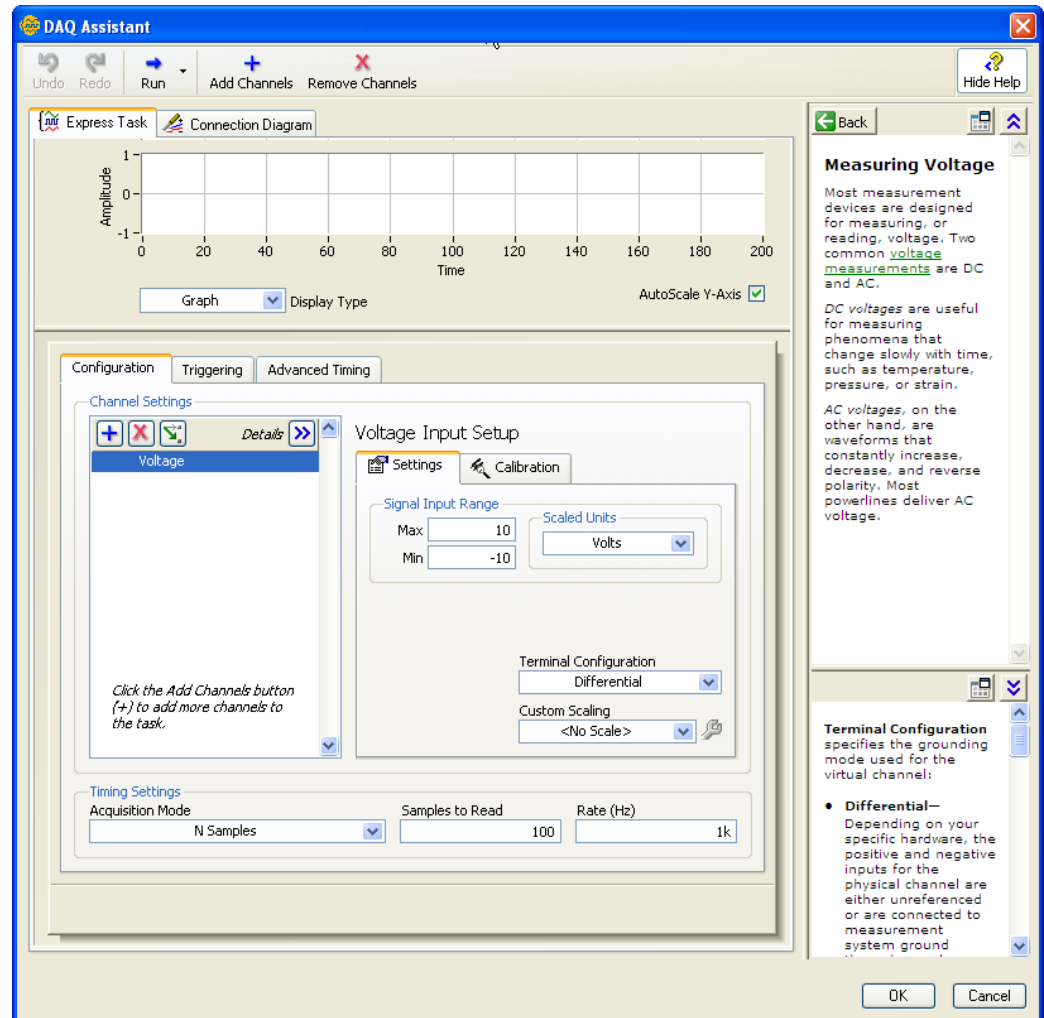 DAQ Assistant
Undo
Redo
Run
Add Channels
Remove Channels
Hide Help
Express Task
Connection Diagram
Amplitude
1
0
-1
0 20 40 60 80 100 120 140 160 180 200
Time
Graph
Display Type
AutoScale Y-Axis
Configuration
Triggering
Advanced Timing
Channel Settings
Details
Voltage
Click the Add Channels button
(+) to add more channels to
the task.
Voltage Input Setup
Settings
Calibration
Signal Input Range
Max 10
Min -10
Scaled Units
Volts
Terminal Configuration
Differential
Custom Scaling
<No Scale>
Timing Settings
Acquisition Mode
N Samples
Samples to Read
100
Rate (Hz)
1k
Back
Measuring Voltage
Most measurement
devices are designed
for measuring, or
reading, voltage. Two
common voltage
measurements are DC
and AC.
DC voltages are useful
for measuring
phenomena that
change slowly with time,
such as temperature,
pressure, or strain.
AC voltages, on the
other hand, are
waveforms that
constantly increase,
decrease, and reverse
polarity. Most
powerlines deliver AC
voltage.
Terminal Configuration
specifies the grounding
mode used for the
virtual channel:
• Differential—
Depending on your
specific hardware, the
positive and negative
inputs for the
physical channel are
either unreferenced
or are connected to
measurement
system ground
OK
Cancel